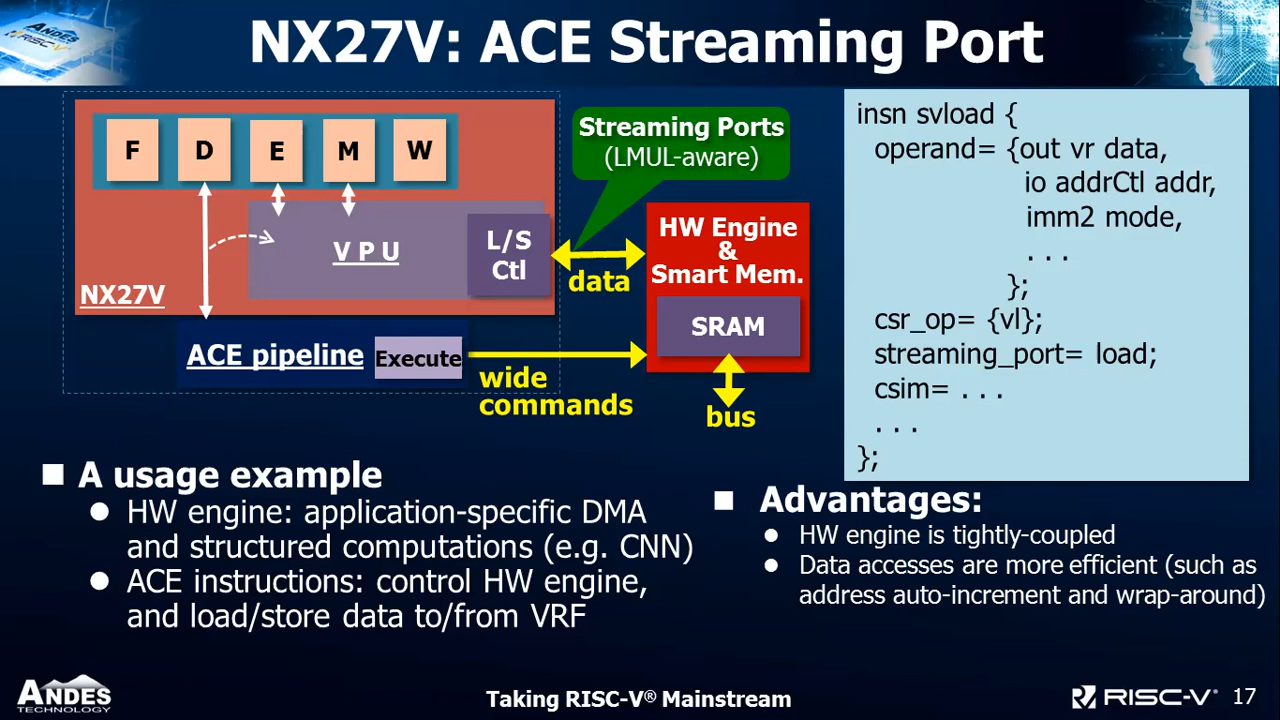 ANDES
RISC-V
NX27V: ACE Streaming Port
F D E M W
V P U
L/S
Ctl
NX27V
ACE pipeline
Execute
Streaming Ports
(LMUL-aware)
data
HW Engine
&
Smart Mem.
SRAM
wide
commands
bus
insn svload {
operand= {out vr data,
io addrCtl addr,
imm2 mode,
. . .
};
csr_op= {vl};
streaming_port= load;
csim= . . .
. . .
};
A usage example
HW engine: application-specific DMA
and structured computations (e.g. CNN)
ACE instructions: control HW engine,
and load/store data to/from VRF
Advantages:
HW engine is tightly-coupled
Data accesses are more efficient (such as
address auto-increment and wrap-around)
ANDES
TECHNOLOGY
Taking RISC-V® Mainstream
RISC-V®
17